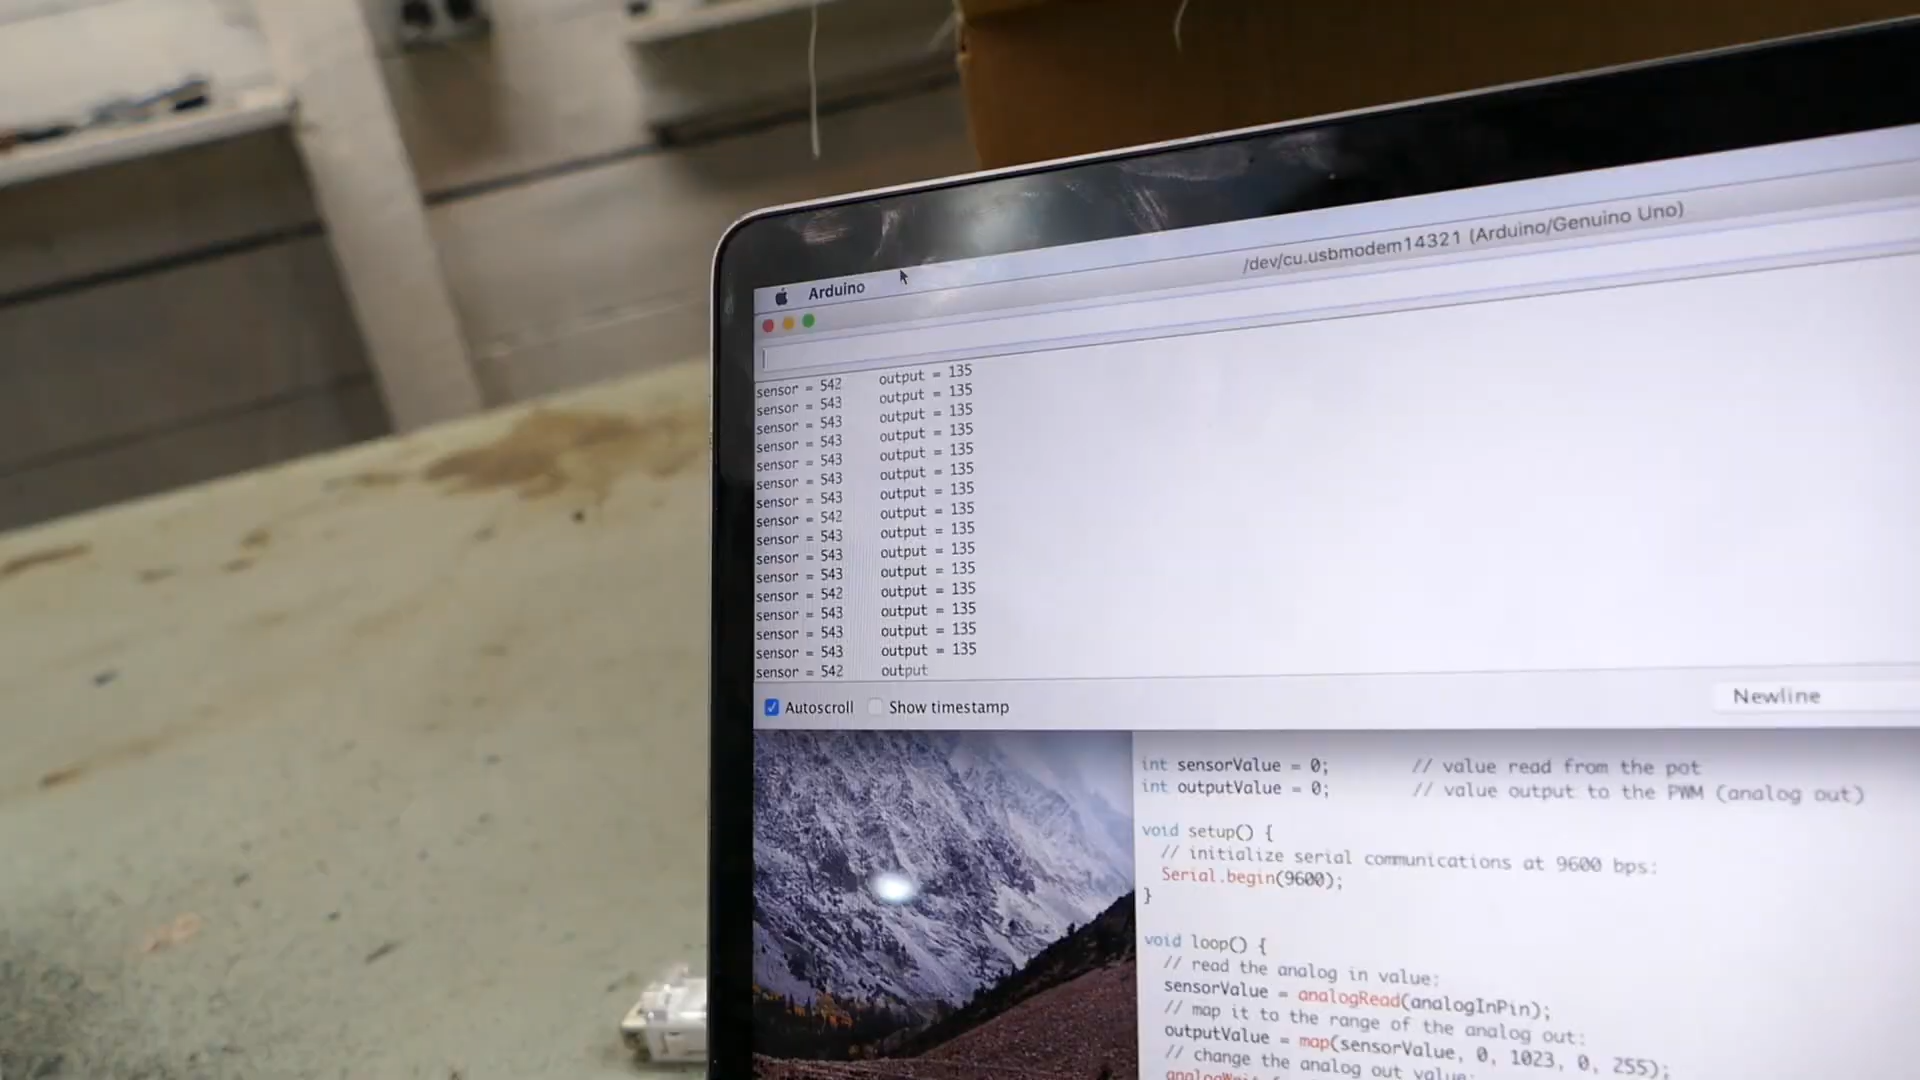 Arduino
/dev/cu.usbmodem14321 (Arduino/Genuino Uno)
sensor = 542 output = 135
sensor = 543 output = 135
sensor = 543 output = 135
sensor = 543 output = 135
sensor = 543 output = 135
sensor = 543 output = 135
sensor = 543 output = 135
sensor = 542 output = 135
sensor = 543 output = 135
sensor = 543 output = 135
sensor = 543 output = 135
sensor = 542 output = 135
sensor = 543 output = 135
sensor = 543 output = 135
sensor = 543 output = 135
sensor = 542 output
Autoscroll Show timestamp Newline
int sensorValue = 0; // value read from the pot
int outputValue = 0; // value output to the PWM (analog out)
void setup() {
// initialize serial communications at 9600 bps:
Serial.begin(9600);
}
void loop() {
// read the analog in value:
sensorValue = analogRead(analogInPin);
// map it to the range of the analog out:
outputValue = map(sensorValue, 0, 1023, 0, 255);
// change the analog out value: